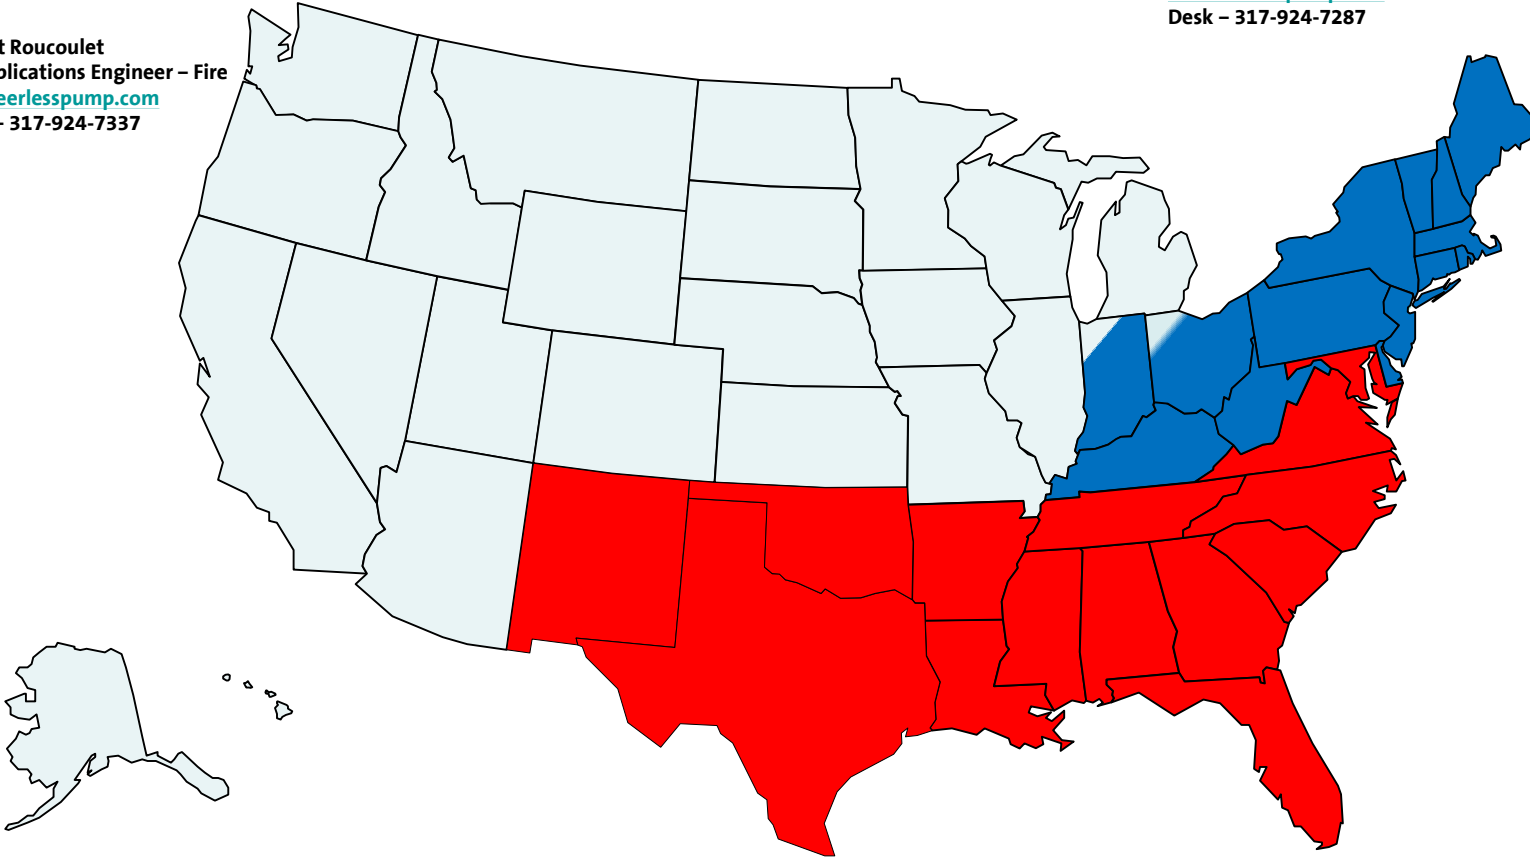 t Roucoulet
plications Engineer – Fire
eerlesspump.com
– 317-924-7337
Desk – 317-924-7287